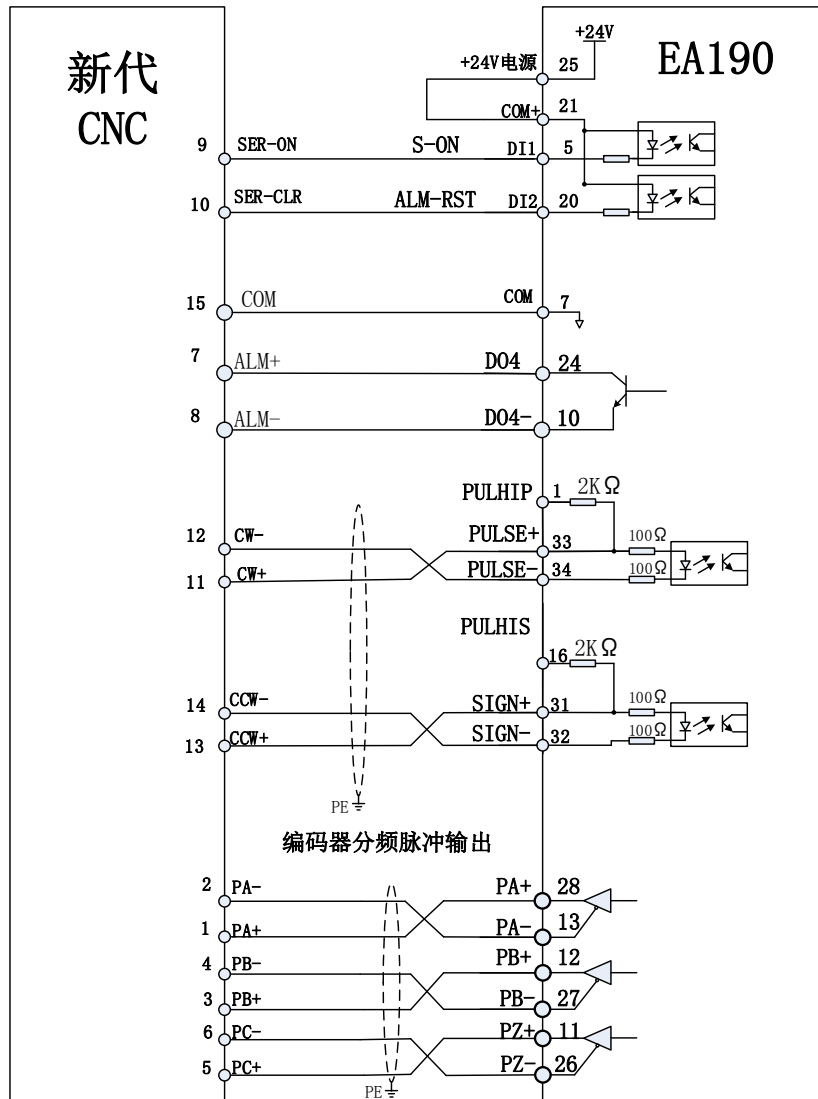 新代
CNC
EA190
+24V
+24V电源 25
COM+ 21
9 SER-ON S-ON DI1 5
10 SER-CLR ALM-RST DI2 20
15 COM COM 7
7 ALM+ DO4 24
8 ALM- DO4- 10
PULHIP 1 2KΩ
12 CW- PULSE+ 33 100Ω
11 CW+ PULSE- 34 100Ω
PULHIS
16 2KΩ
14 CCW- SIGN+ 31 100Ω
13 CCW+ SIGN- 32 100Ω
PE
编码器分频脉冲输出
2 PA- PA+ 28
1 PA+ PA- 13
4 PB- PB+ 12
3 PB+ PB- 27
6 PC- PZ+ 11
5 PC+ PZ- 26
PE